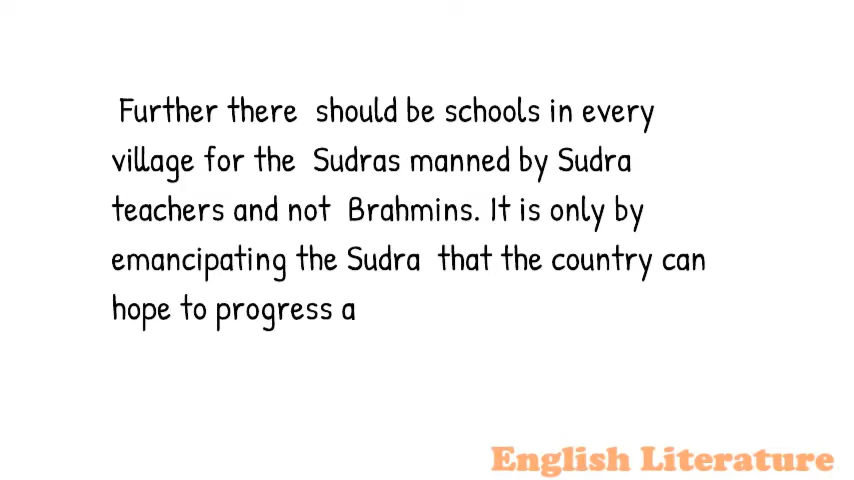 Further there should be schools in every
village for the Sudras manned by Sudra
teachers and not Brahmins. It is only by
emancipating the Sudra that the country can
hope to progress a
English Literature